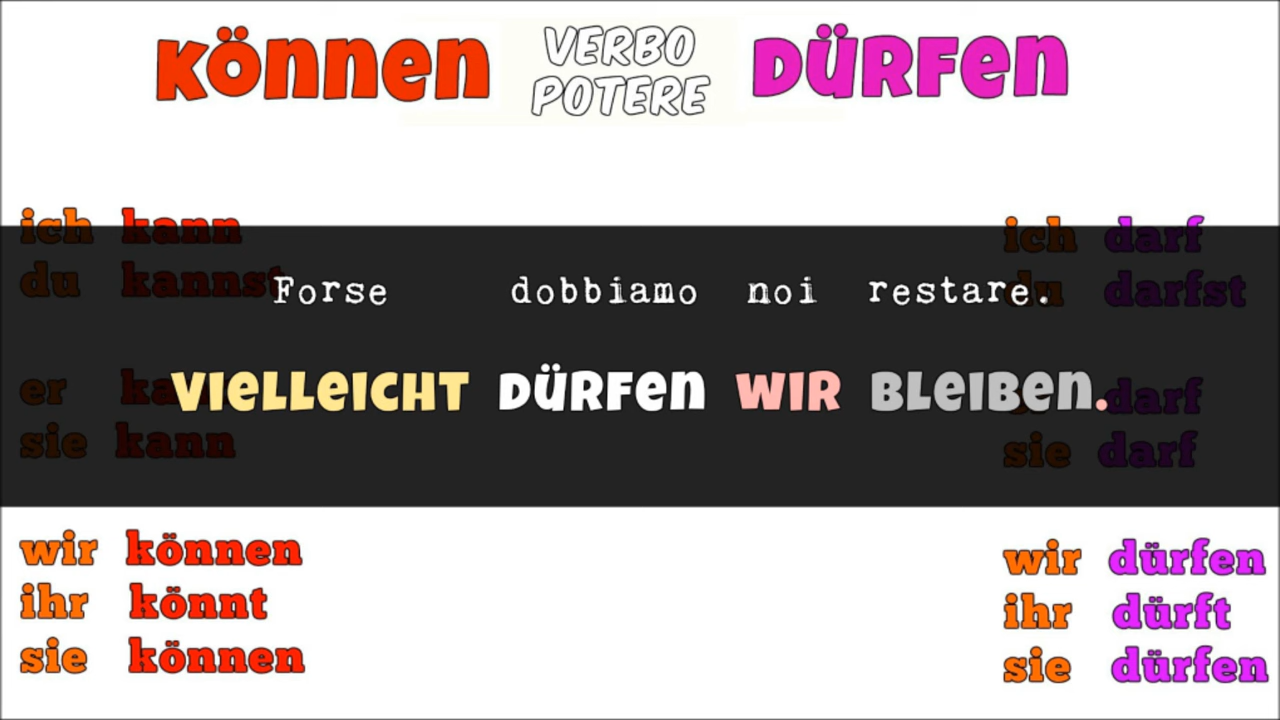 Können VERBO DÜRFen
POTERE
ich kann
du kannst
er kann
sie kann
wir können
ihr könnt
sie können
Forse dobbiamo noi restare.
VIELLEICHT DÜRFen WIR BLEIBEn.
ich darf
du darfst
darf
sie darf
wir dürfen
ihr dürft
sie dürfen